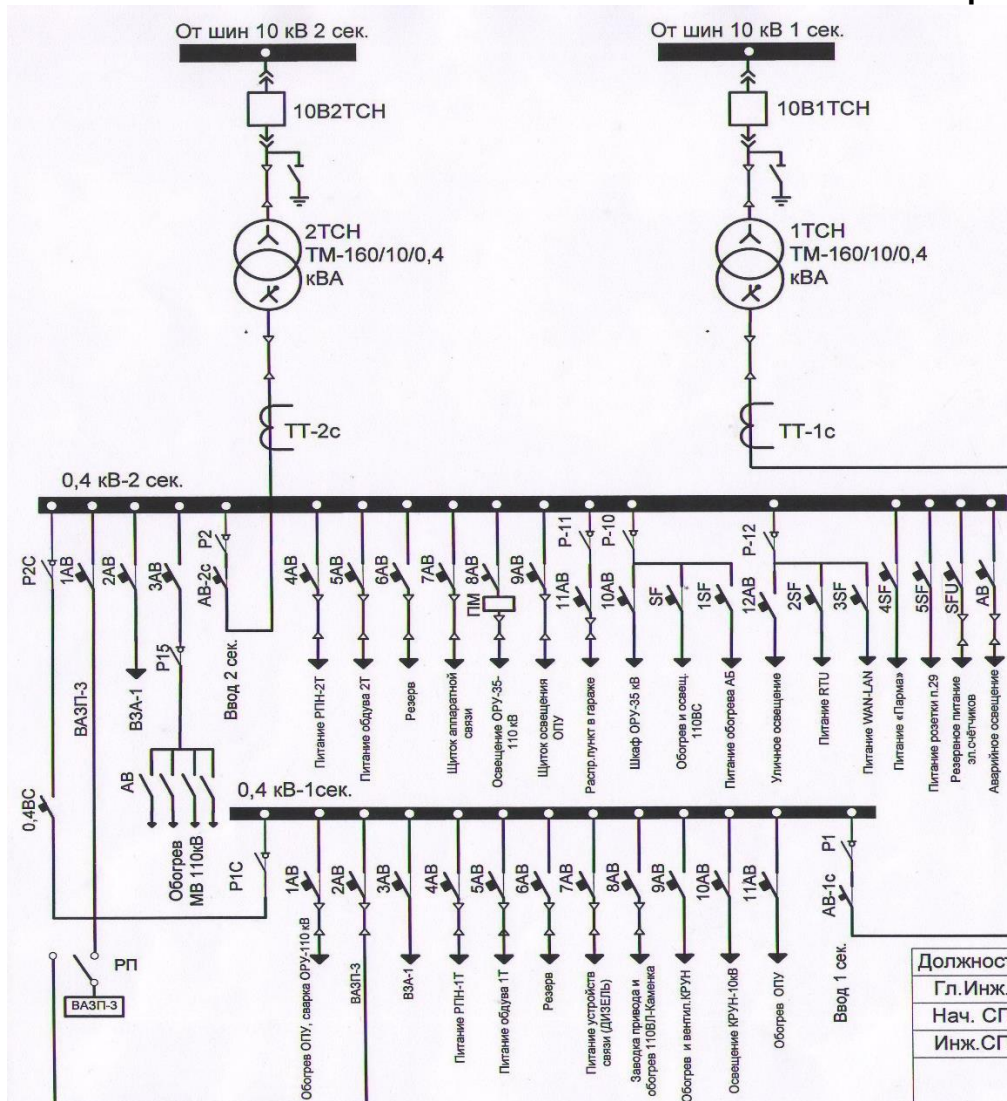 От шин 10 кВ 2 сек.
От шин 10 кВ 1 сек.
10В2ТСН
10В1ТСН
2ТСН
ТМ-160/10/0,4
кВА
1ТСН
ТМ-160/10/0,4
кВА
ТТ-2с
ТТ-1с
0,4 кВ-2 сек.
Р2С
1АВ
2АВ
3АВ
Р2
АВ-2с
4АВ
5АВ
6АВ
7АВ
8АВ
ПМ
9АВ
Р-11
11АВ
Р-10
10АВ
SF
1SF
Р-12
12АВ
2SF
3SF
4SF
5SF
SFU
АВ
ВАЗП-3
ВЗА-1
Р15
Ввод 2 сек.
Питание РПН-2Т
Питание обдува 2Т
Резерв
Щиток аппаратной
связи
Освещение ОРУ-35-
110 кВ
Щиток освещения
ОПУ
Распр.пункт в гараже
Шкаф ОРУ-35 кВ
Обогрев и освещ.
110ВС
Питание обогрева АБ
Уличное освещение
Питание RTU
Питание WAN-LAN
Питание «Парма»
Питание розетки п.29
Резервное питание
эл.счётчиков
Аварийное освещение
0,4ВС
АВ
Обогрев
МВ 110кВ
0,4 кВ-1сек.
Р1С
1АВ
2АВ
3АВ
4АВ
5АВ
6АВ
7АВ
8АВ
9АВ
10АВ
11АВ
Р1
АВ-1с
РП
ВАЗП-3
Обогрев ОПУ, сварка ОРУ-110 кВ
ВАЗП-3
ВЗА-1
Питание РПН-1Т
Питание обдува 1Т
Резерв
Питание устройств
связи (ДИЗЕЛЬ)
Заводка привода и
обогрев 110ВЛ-Каменка
Обогрев и вентил.КРУН
Освещение КРУН-10кВ
Обогрев ОПУ
Ввод 1 сек.
Должност
Гл.Инж.
Нач. СГ
Инж.СГ